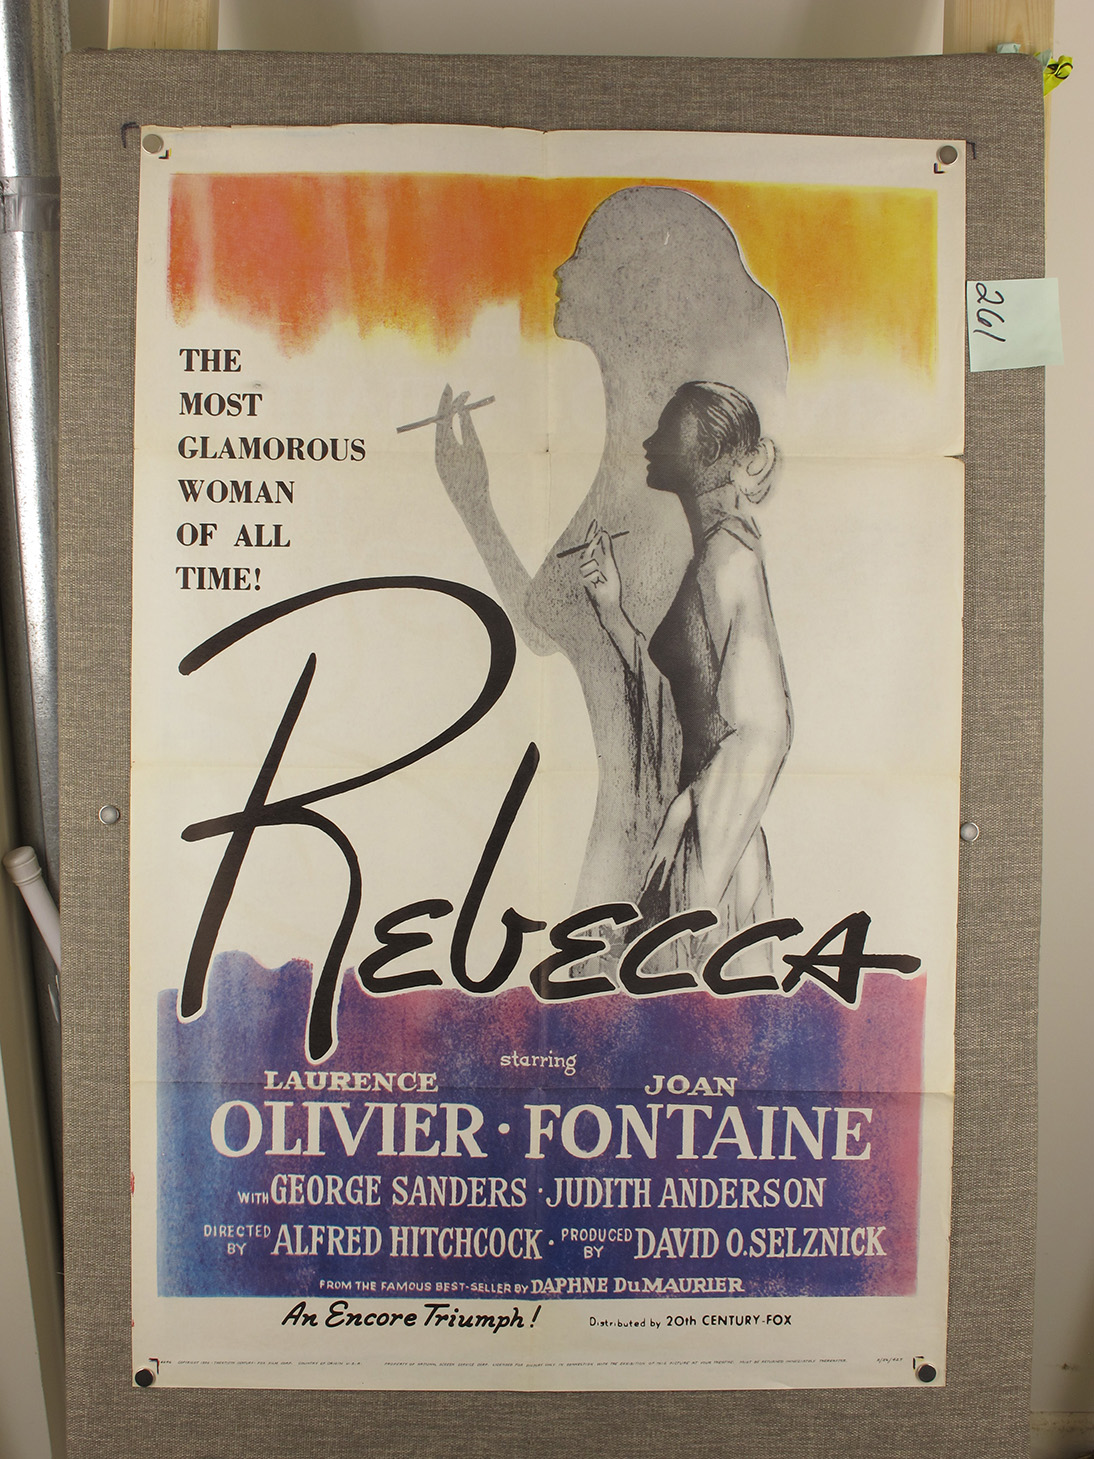 THE
MOST
GLAMOROUS
WOMAN
OF ALL
TIME!
261
REBECCA
starring
LAURENCE JOAN
OLIVIER · FONTAINE
WITH GEORGE SANDERS · JUDITH ANDERSON
DIRECTED BY ALFRED HITCHCOCK · PRODUCED BY DAVID O. SELZNICK
FROM THE FAMOUS BEST-SELLER BY DAPHNE DuMAURIER
An Encore Triumph! Distributed by 20th CENTURY-FOX